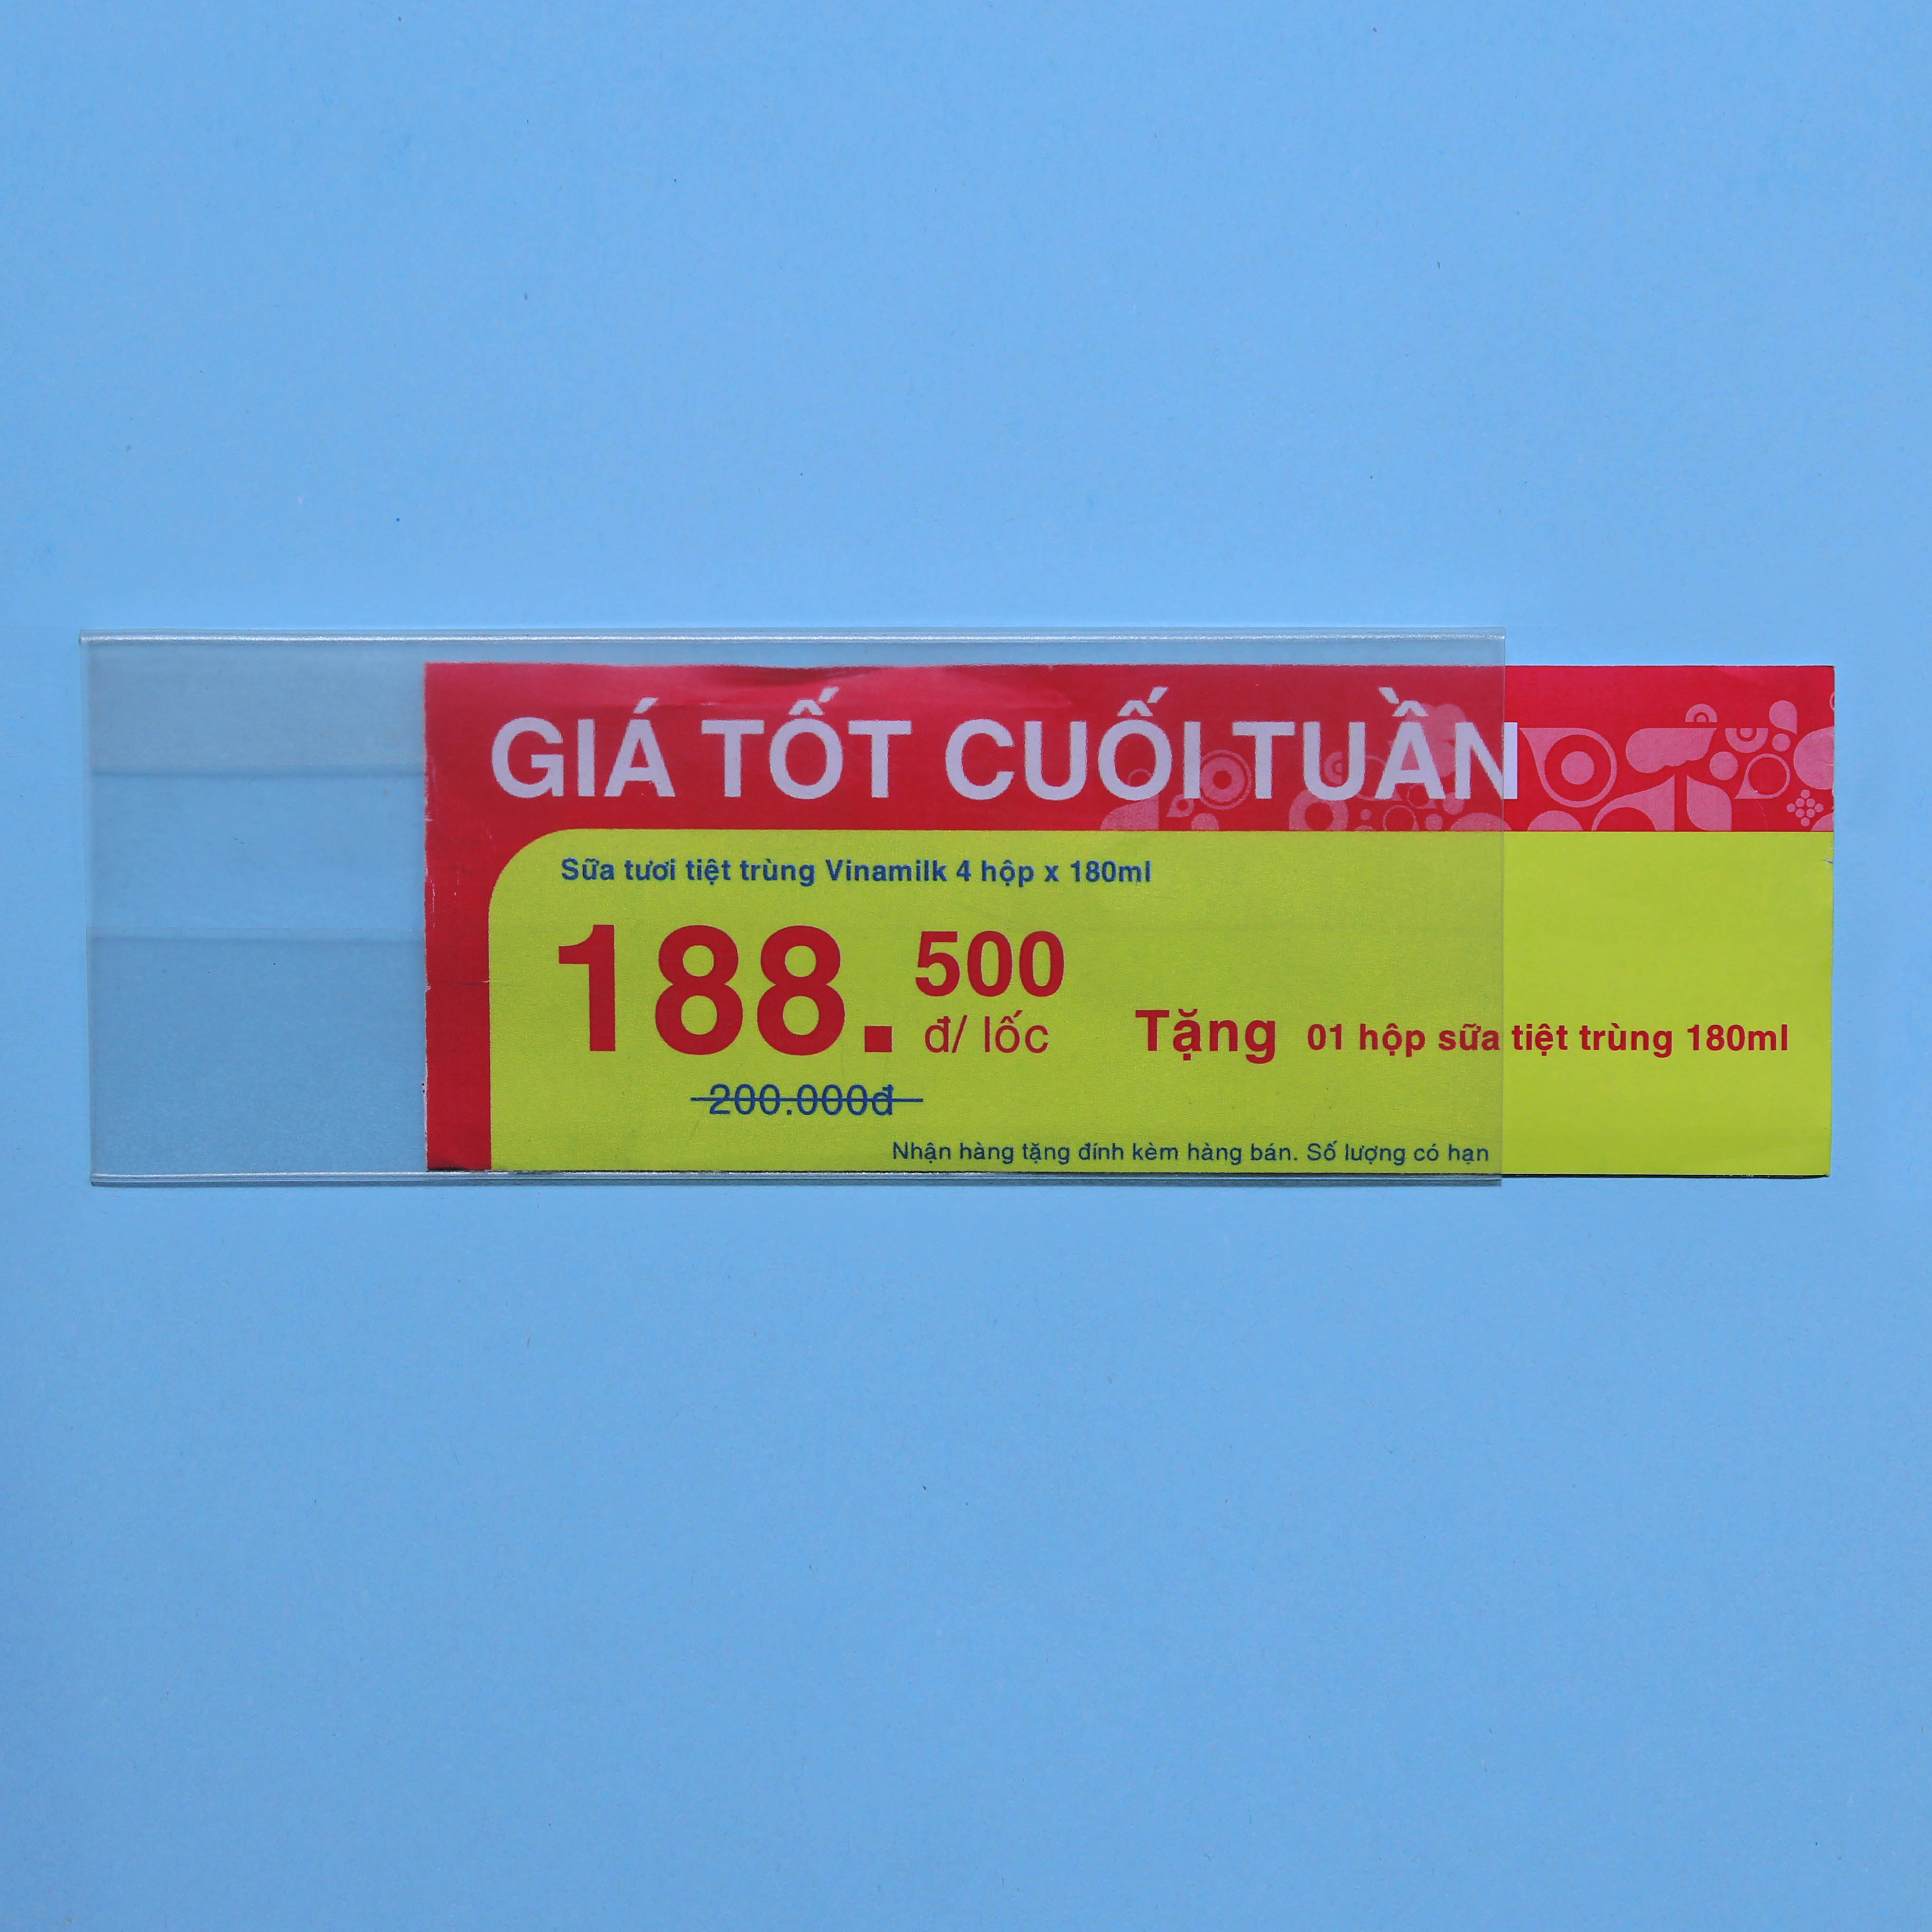 GIÁ TỐT CUỐI TUẦN
Sữa tươi tiệt trùng Vinamilk 4 hộp x 180ml
188.500
đ/ lốc
Tặng 01 hộp sữa tiệt trùng 180ml
200.000đ
Nhận hàng tặng đính kèm hàng bán. Số lượng có hạn